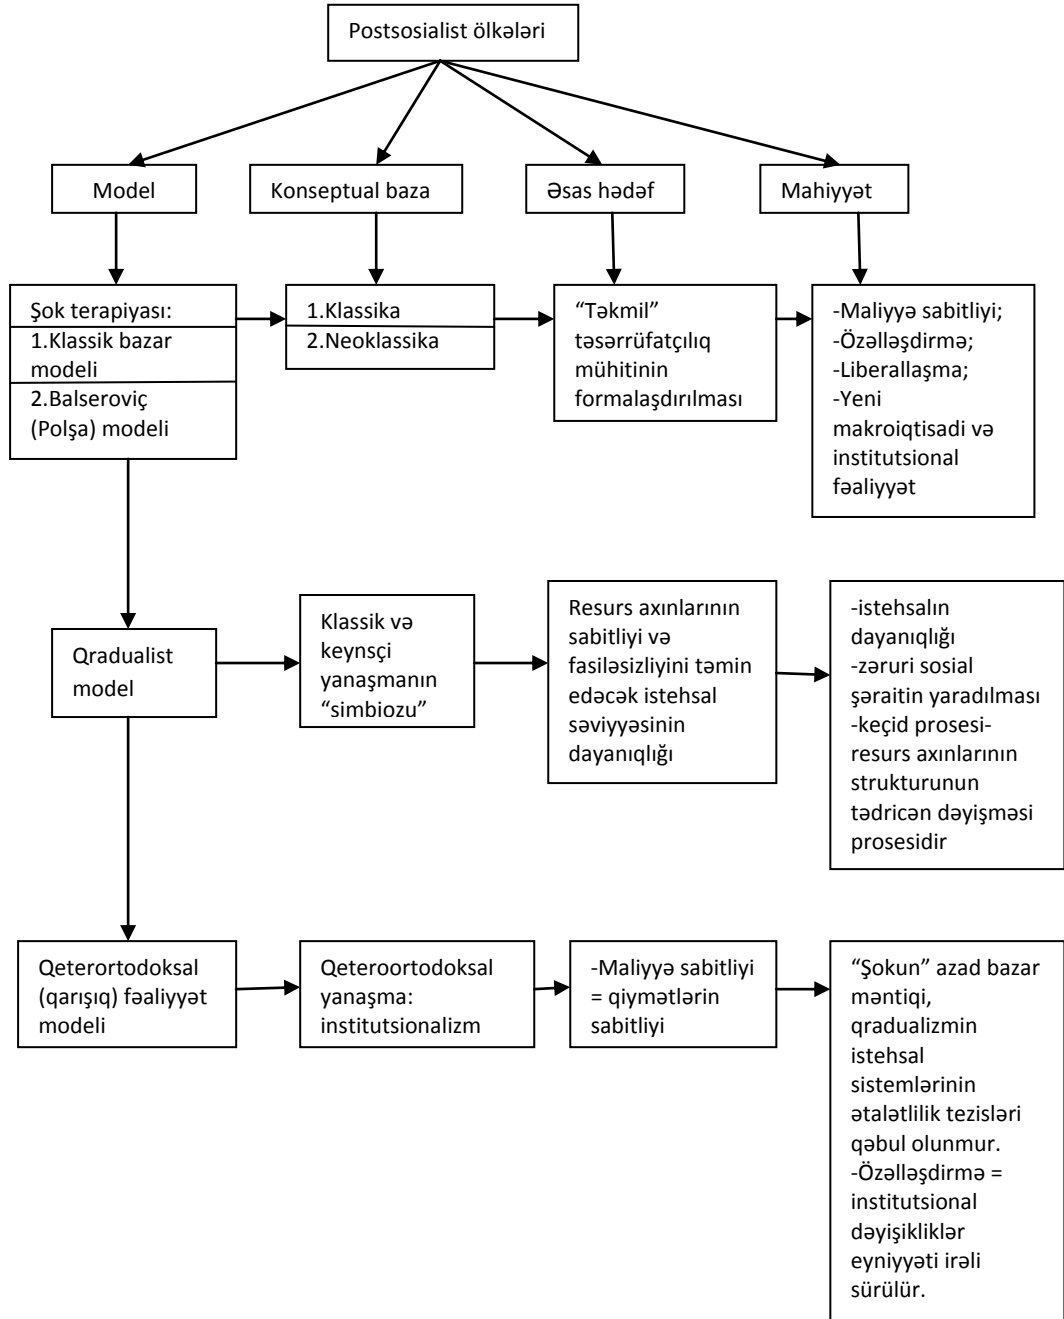 Postsosialist ölkələri
Model
Konseptual baza
Əsas hədəf
Mahiyyət
Şok terapiyası:
1.Klassik bazar
modeli
2.Balseroviç
(Polşa) modeli
1.Klassika
2.Neoklassika
“Təkmil”
təsərrüfatçılıq
mühitinin
formalaşdırılması
-Maliyyə sabitliyi;
-Özəlləşdirmə;
-Liberallaşma;
-Yeni
makroiqtisadi və
institutsional
fəaliyyət
Qradualist
model
Klassik və
keynsçi
yanaşmanın
“simbiozu”
Resurs axınlarının
sabitliyi və
fasiləsizliyini təmin
edəcək istehsal
səviyyəsinin
dayanıqlığı
-istehsalın
dayanıqlığı
-zəruri sosial
şəraitin yaradılması
-keçid prosesi-
resurs axınlarının
strukturunun
tədricən dəyişməsi
prosesidir
Qeterortodoksal
(qarışıq) fəaliyyət
modeli
Qeteroortodoksal
yanaşma:
institutsionalizm
-Maliyyə sabitliyi
= qiymətlərin
sabitliyi
“Şokun” azad bazar
məntiqi,
qradualizmin
istehsal
sistemlərinin
ətalətlilik tezisləri
qəbul olunmur.
-Özəlləşdirmə =
institutsional
dəyişikliklər
eyniyyəti irəli
sürülür.